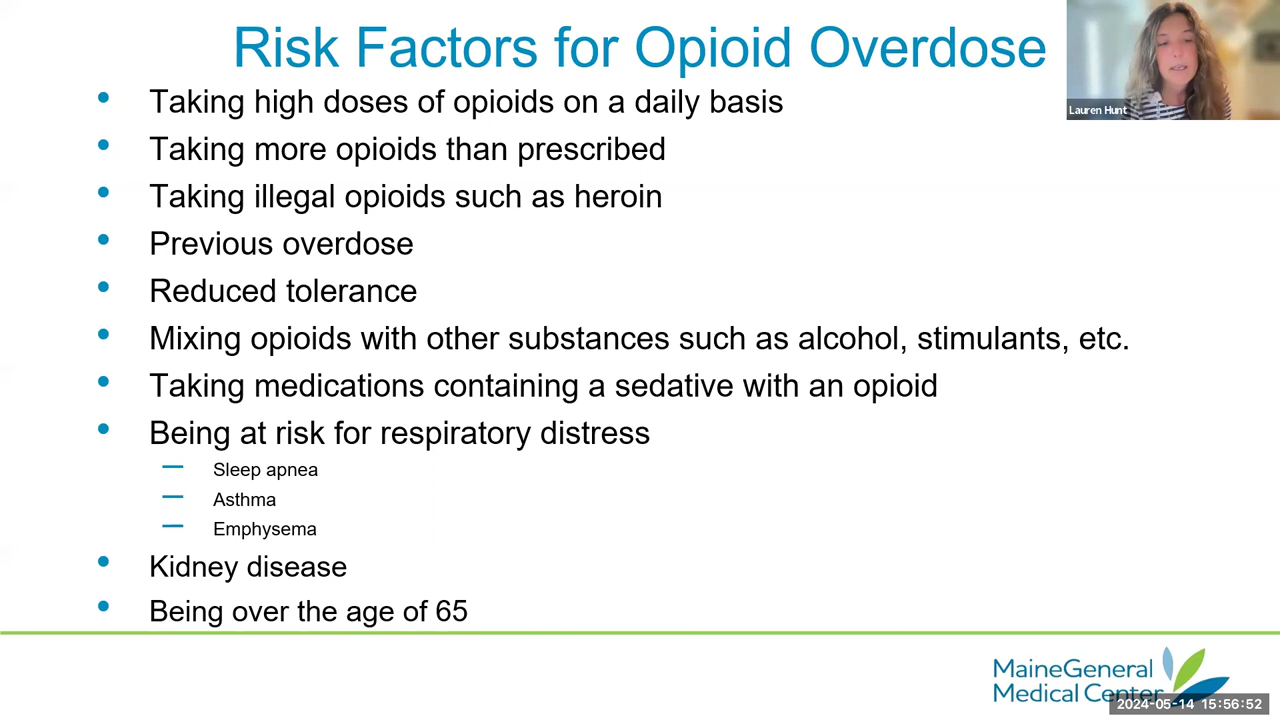 Risk Factors for Opioid Overdose
Lauren Hunt
• Taking high doses of opioids on a daily basis
• Taking more opioids than prescribed
• Taking illegal opioids such as heroin
• Previous overdose
• Reduced tolerance
• Mixing opioids with other substances such as alcohol, stimulants, etc.
• Taking medications containing a sedative with an opioid
• Being at risk for respiratory distress
– Sleep apnea
– Asthma
– Emphysema
• Kidney disease
• Being over the age of 65
MaineGeneral
Medical Center
2024-05-14 15:56:52